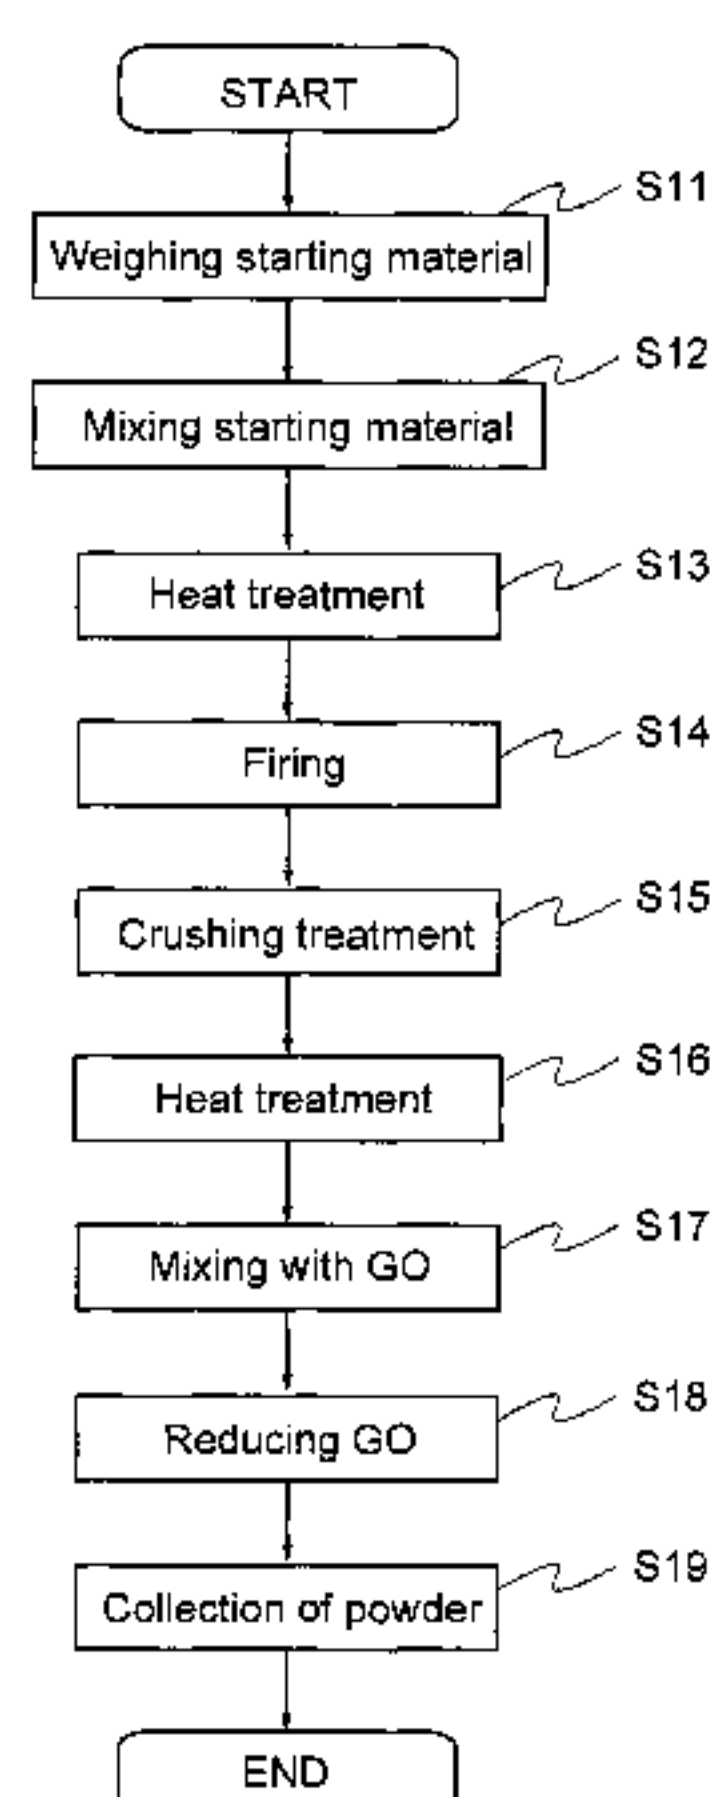 START
S11
Weighing starting material
S12
Mixing starting material
S13
Heat treatment
S14
Firing
S15
Crushing treatment
S16
Heat treatment
S17
Mixing with GO
S18
Reducing GO
S19
Collection of powder
END